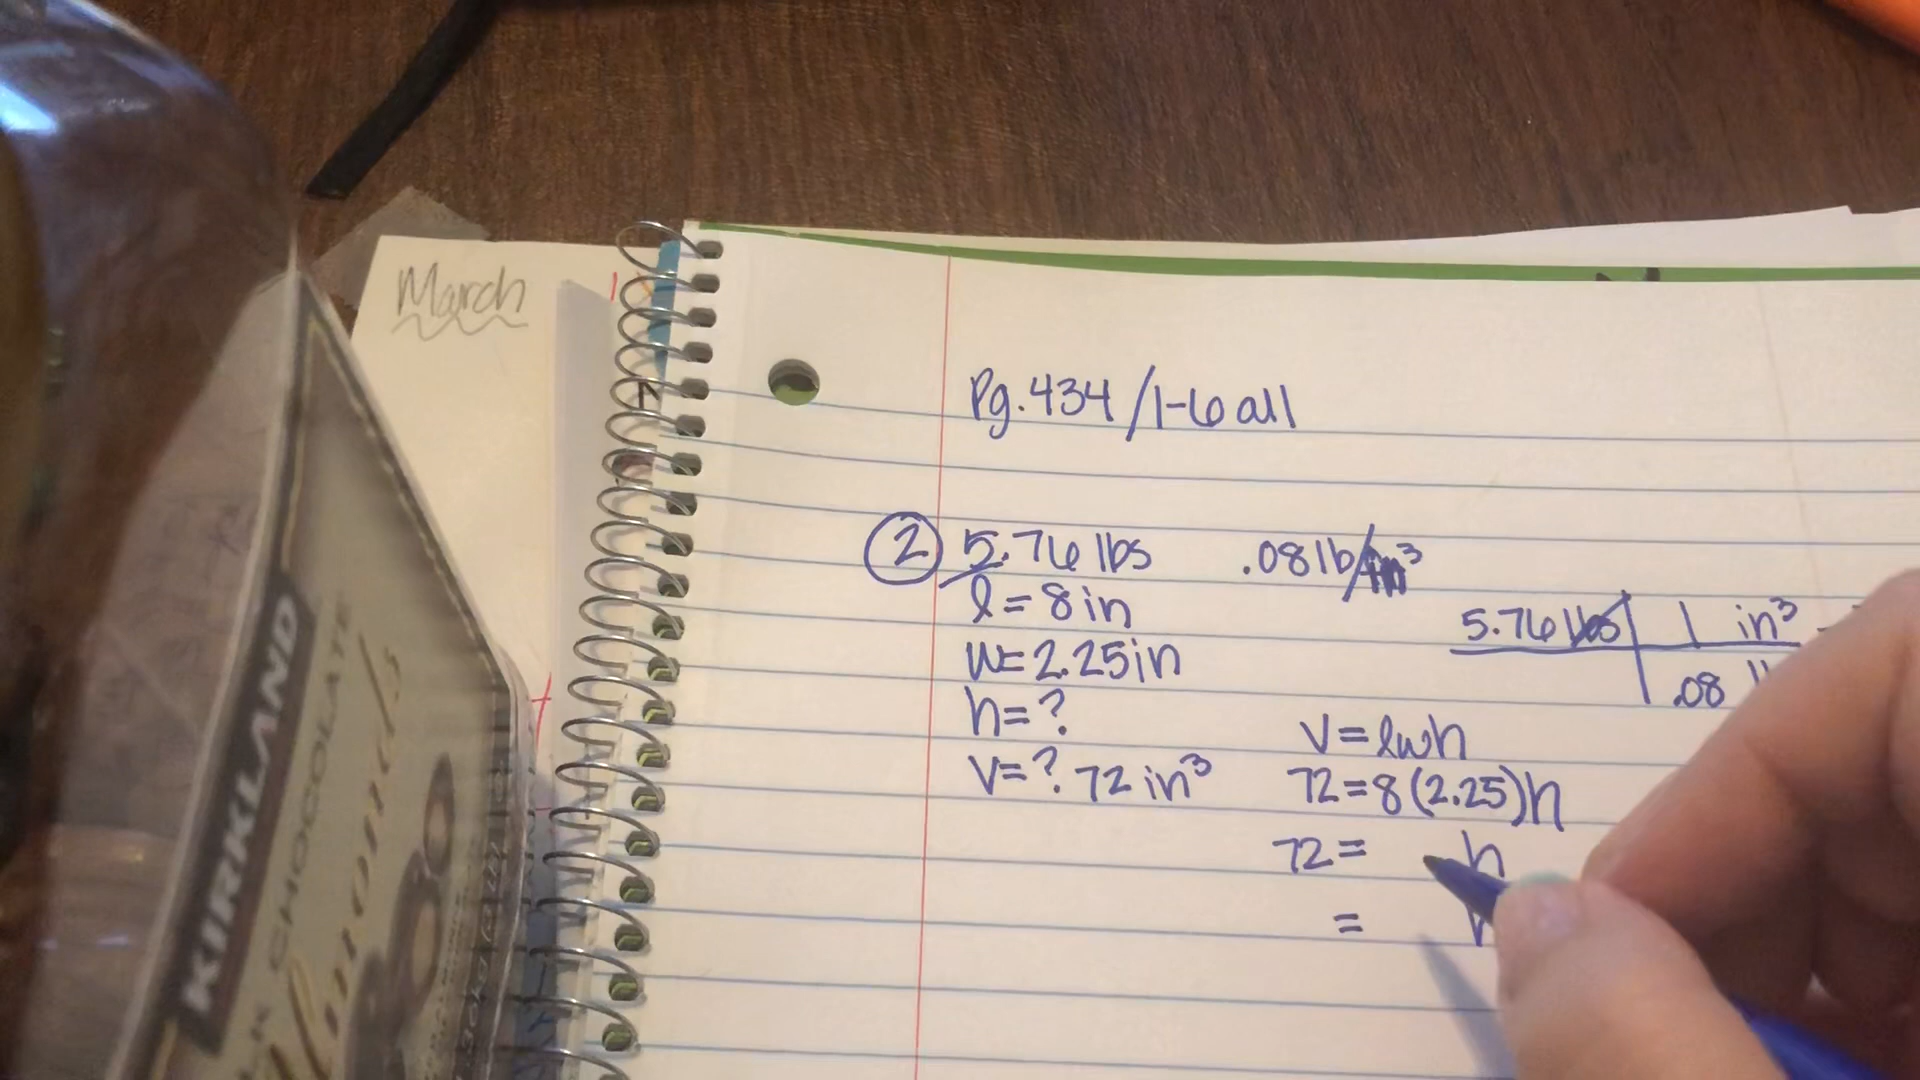 March
Pg. 434 / 1-6 all
② 5.76 lbs .08 lb/in³
l = 8 in
w = 2.25 in
h = ?
V = ? 72 in³
5.76 lbs | 1 in³
.08
V = lwh
72 = 8(2.25)h
72 = h
=
KIRKLAND
CHOCOLATE
Almonds